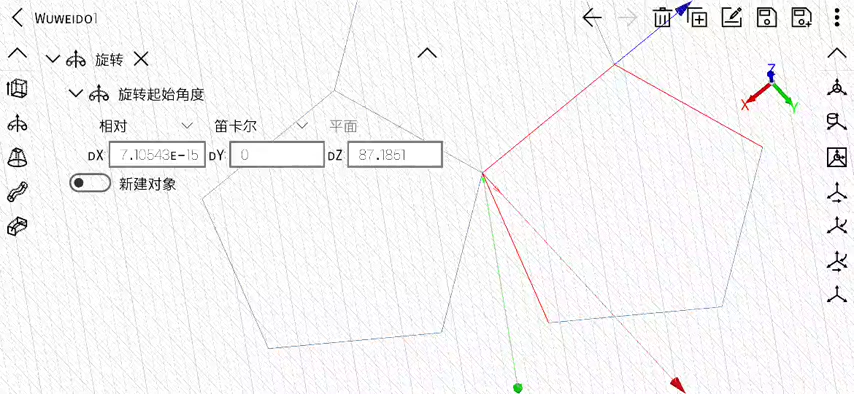 WUWEIDO1
旋转
旋转起始角度
相对 笛卡尔 平面
DX 7.10543E-15 DY: 0 DZ 87.1851
新建对象
Z
X
Y